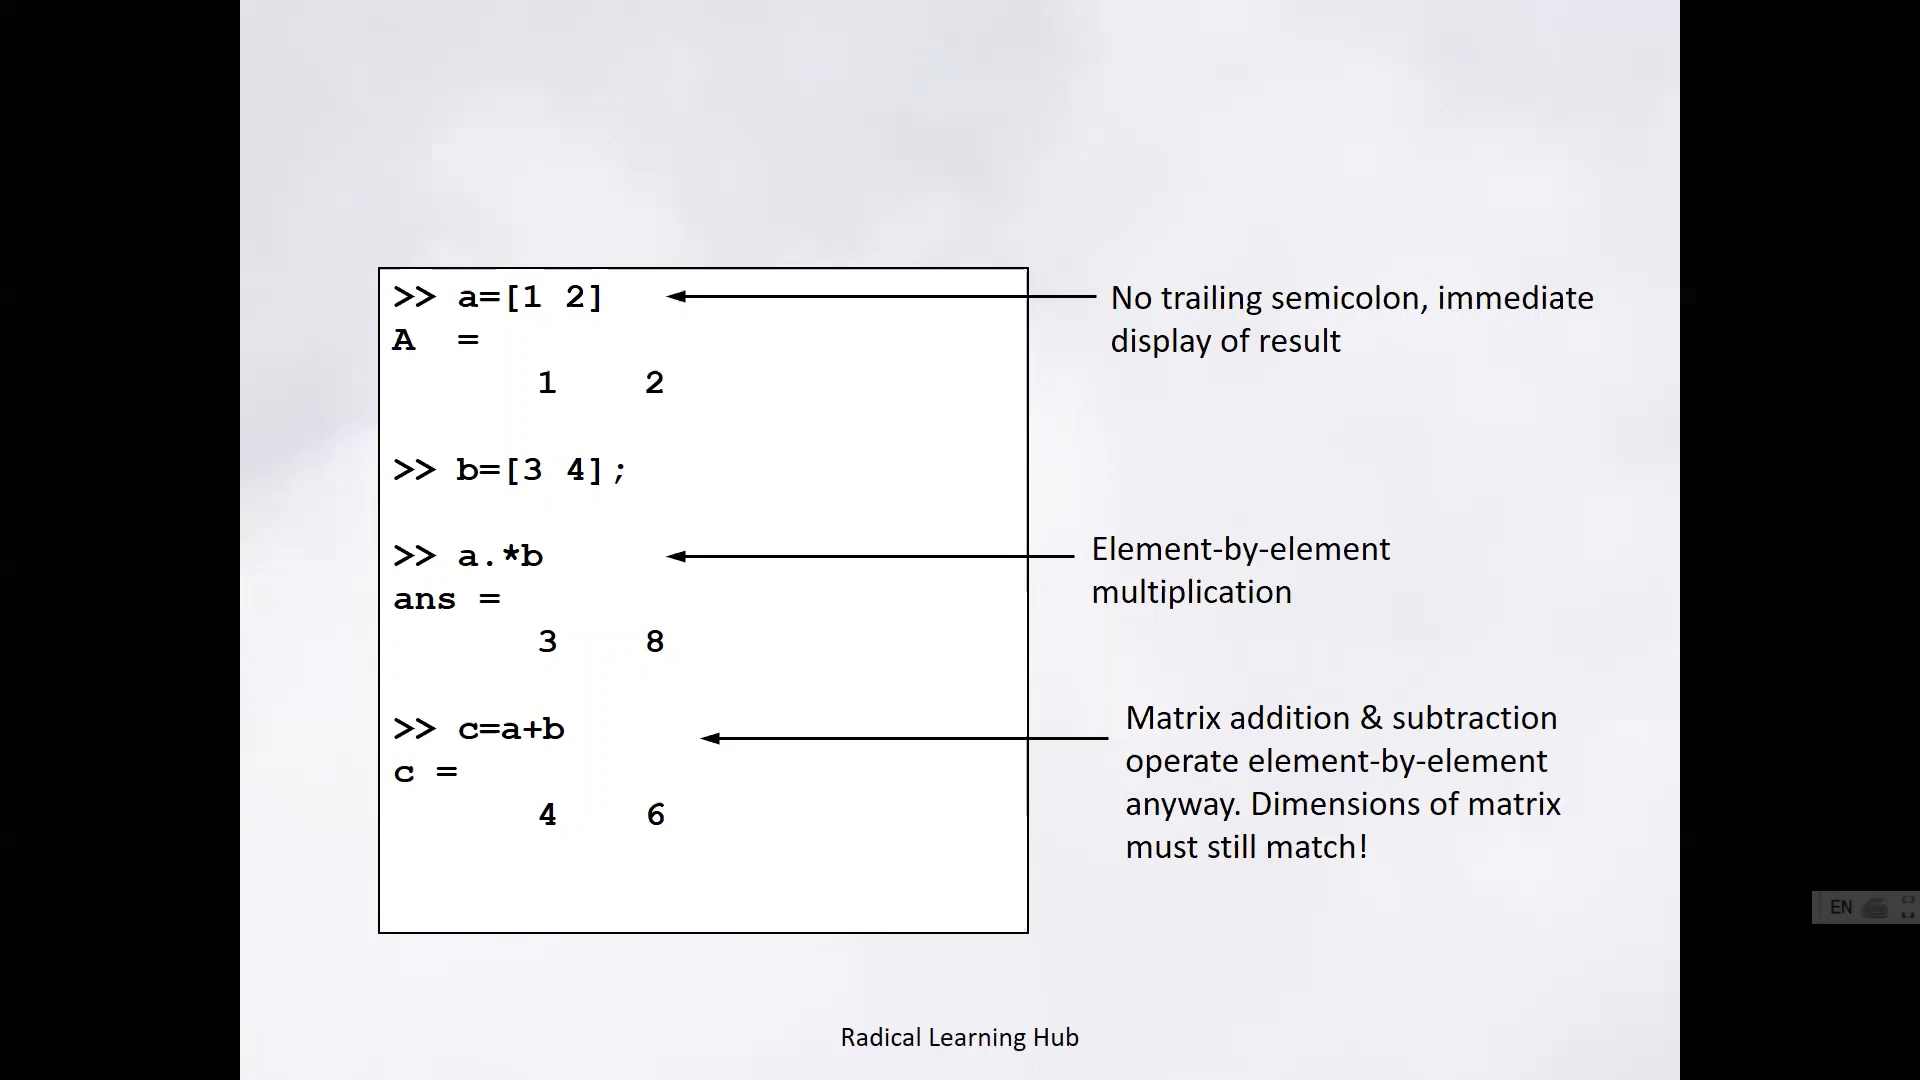 >> a=[1 2]
A =
1 2
>> b=[3 4];
>> a.*b
ans =
3 8
>> c=a+b
c =
4 6
No trailing semicolon, immediate
display of result
Element-by-element
multiplication
Matrix addition & subtraction
operate element-by-element
anyway. Dimensions of matrix
must still match!
Radical Learning Hub
EN